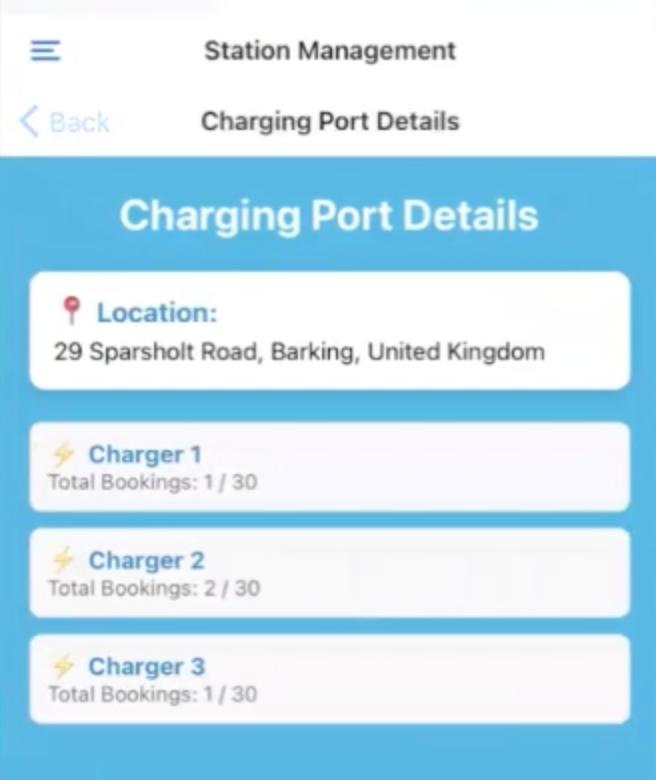 Station Management
Back
Charging Port Details
Charging Port Details
Location:
29 Sparsholt Road, Barking, United Kingdom
Charger 1
Total Bookings: 1 / 30
Charger 2
Total Bookings: 2 / 30
Charger 3
Total Bookings: 1 / 30